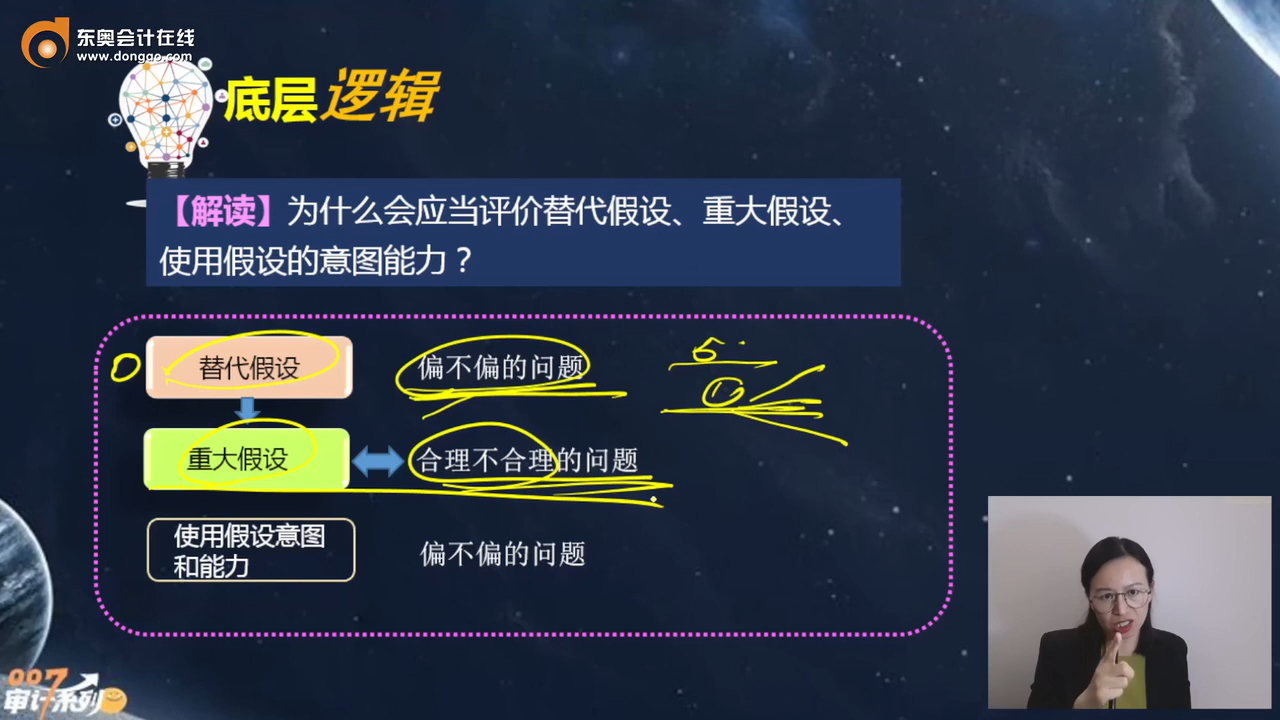 东奥会计在线
www.dongao.com
底层逻辑
【解读】为什么会应当评价替代假设、重大假设、
使用假设的意图能力？
替代假设
偏不偏的问题
5
①
重大假设
合理不合理的问题
使用假设意图
和能力
偏不偏的问题
007
审计系列